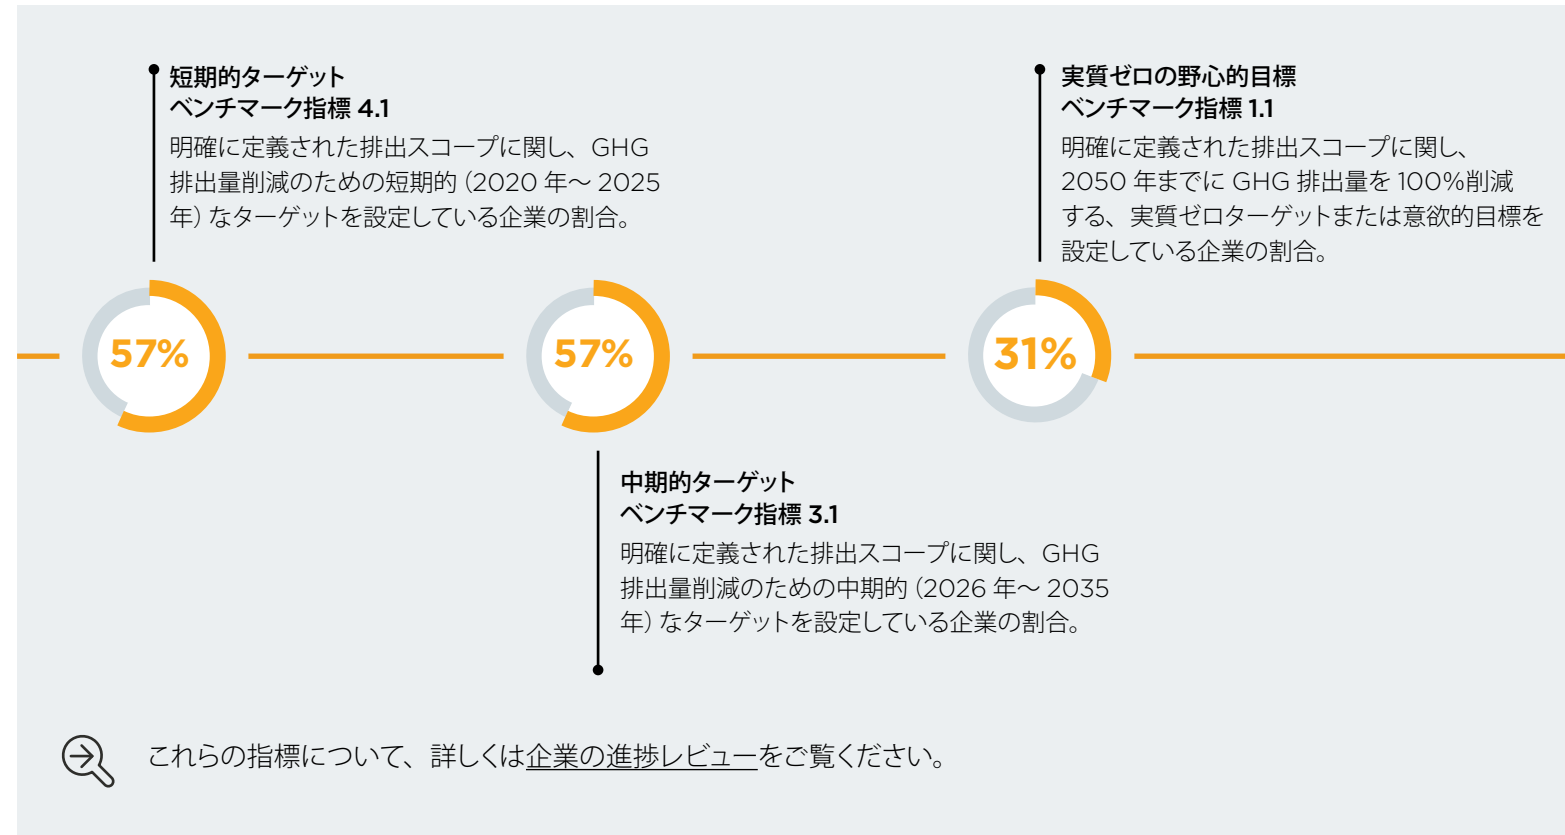 短期的ターゲット
ベンチマーク指標 4.1
明確に定義された排出スコープに関し、GHG
排出量削減のための短期的（2020 年～ 2025
年）なターゲットを設定している企業の割合。
57%
中期的ターゲット
ベンチマーク指標 3.1
明確に定義された排出スコープに関し、GHG
排出量削減のための中期的（2026 年～ 2035
年）なターゲットを設定している企業の割合。
57%
実質ゼロの野心的目標
ベンチマーク指標 1.1
明確に定義された排出スコープに関し、
2050 年までに GHG 排出量を 100％削減
する、実質ゼロターゲットまたは意欲的目標を
設定している企業の割合。
31%
これらの指標について、詳しくは企業の進捗レビューをご覧ください。